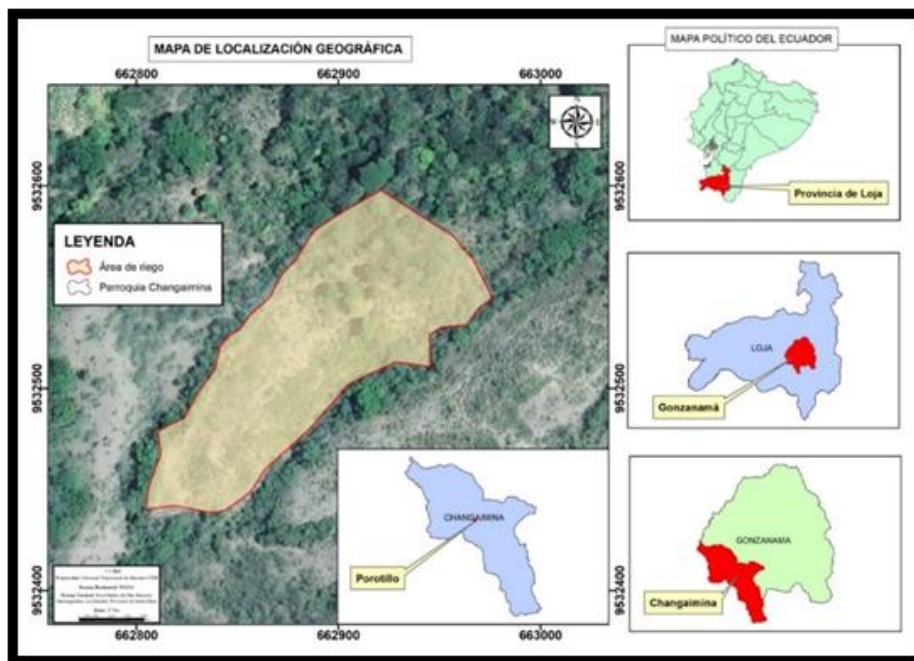 MAPA DE LOCALIZACIÓN GEOGRÁFICA
662800 662900 663000
9532600
9532500
9532400
9532600
9532500
9532400
LEYENDA
Área de riego
Parroquia Changaimina
CHANGAIMINA
Porotillo
662800 662900 663000
MAPA POLÍTICO DEL ECUADOR
Provincia de Loja
LOJA
Gonzanamá
GONZANAMA
Changaimina